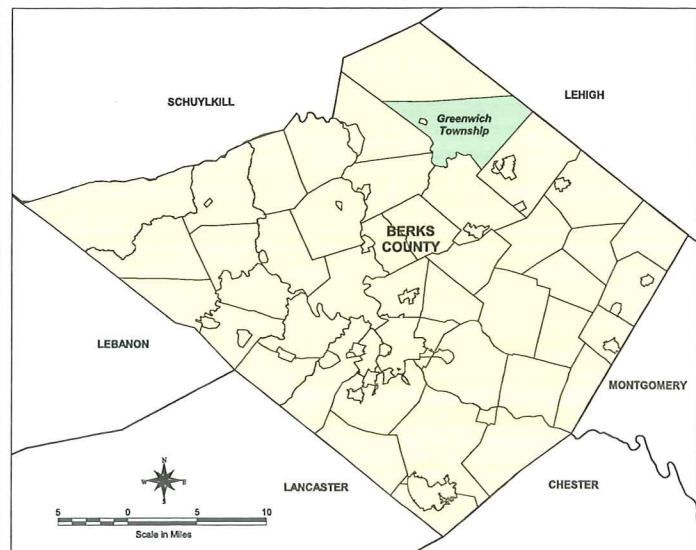 SCHUYLKILL
LEHIGH
Greenwich
Township
BERKS
COUNTY
LEBANON
MONTGOMERY
LANCASTER
CHESTER
N
W E
S
5 0 5 10
Scale in Miles